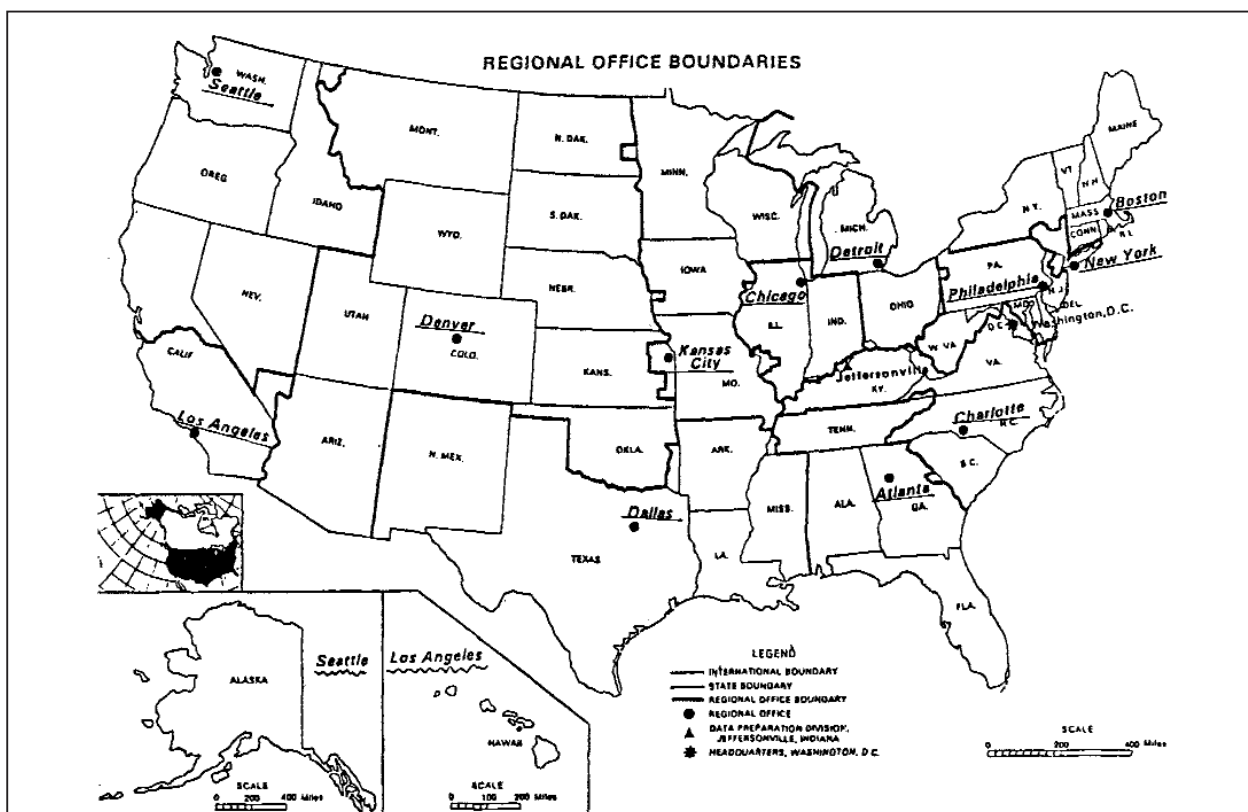 REGIONAL OFFICE BOUNDARIES
WASH.
Seattle
MONT.
N. DAK.
MINN.
MAINE
VT
N.H.
OREG
IDAHO
S. DAK.
WISC.
MICH.
N.Y.
MASS
Boston
CONN.
R.I.
WYO.
Detroit
New York
IOWA
PA.
NEBR.
Chicago
Philadelphia
N.J.
NEV.
UTAH
Denver
COLO.
ILL.
IND.
OHIO
MD
DEL
D.C.
Washington, D.C.
W. VA
CALIF
KANS.
Kansas
City
MO.
Jeffersonville
KY.
VA.
Los Angeles
ARIZ.
N. MEX.
OKLA.
ARK.
TENN.
Charlotte
N.C.
S.C.
Dallas
MISS.
ALA.
Atlanta
GA.
TEXAS
LA.
FLA.
Seattle
Los Angeles
ALASKA
HAWAII
SCALE
0 200 400 Miles
SCALE
0 100 200 Miles
LEGEND
INTERNATIONAL BOUNDARY
STATE BOUNDARY
REGIONAL OFFICE BOUNDARY
REGIONAL OFFICE
DATA PREPARATION DIVISION,
JEFFERSONVILLE, INDIANA
HEADQUARTERS, WASHINGTON, D.C.
SCALE
0 200 400 Miles